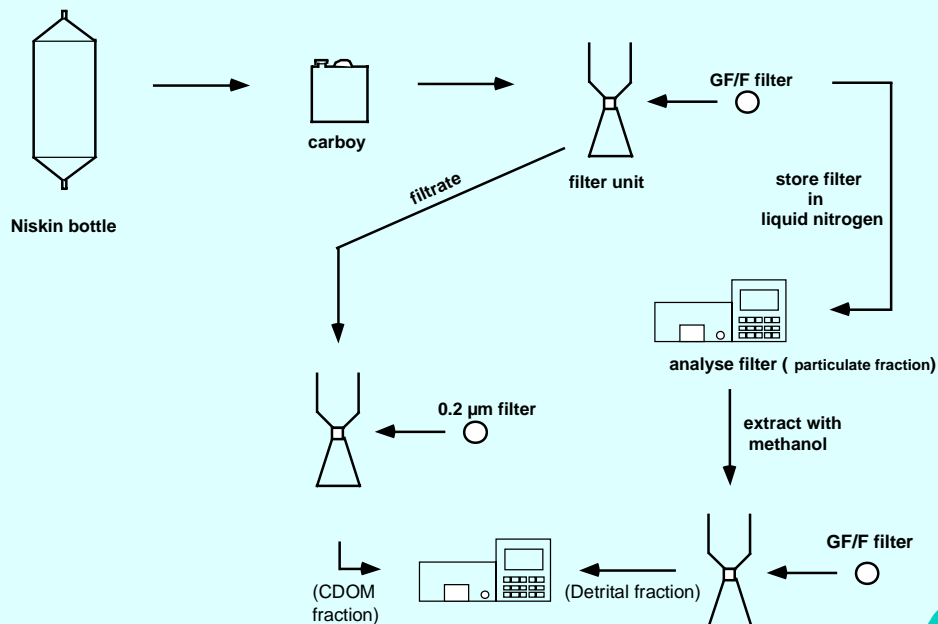 Niskin bottle
carboy
filter unit
GF/F filter
filtrate
store filter
in
liquid nitrogen
analyse filter ( particulate fraction)
0.2 µm filter
extract with
methanol
GF/F filter
(Detrital fraction)
(CDOM
fraction)